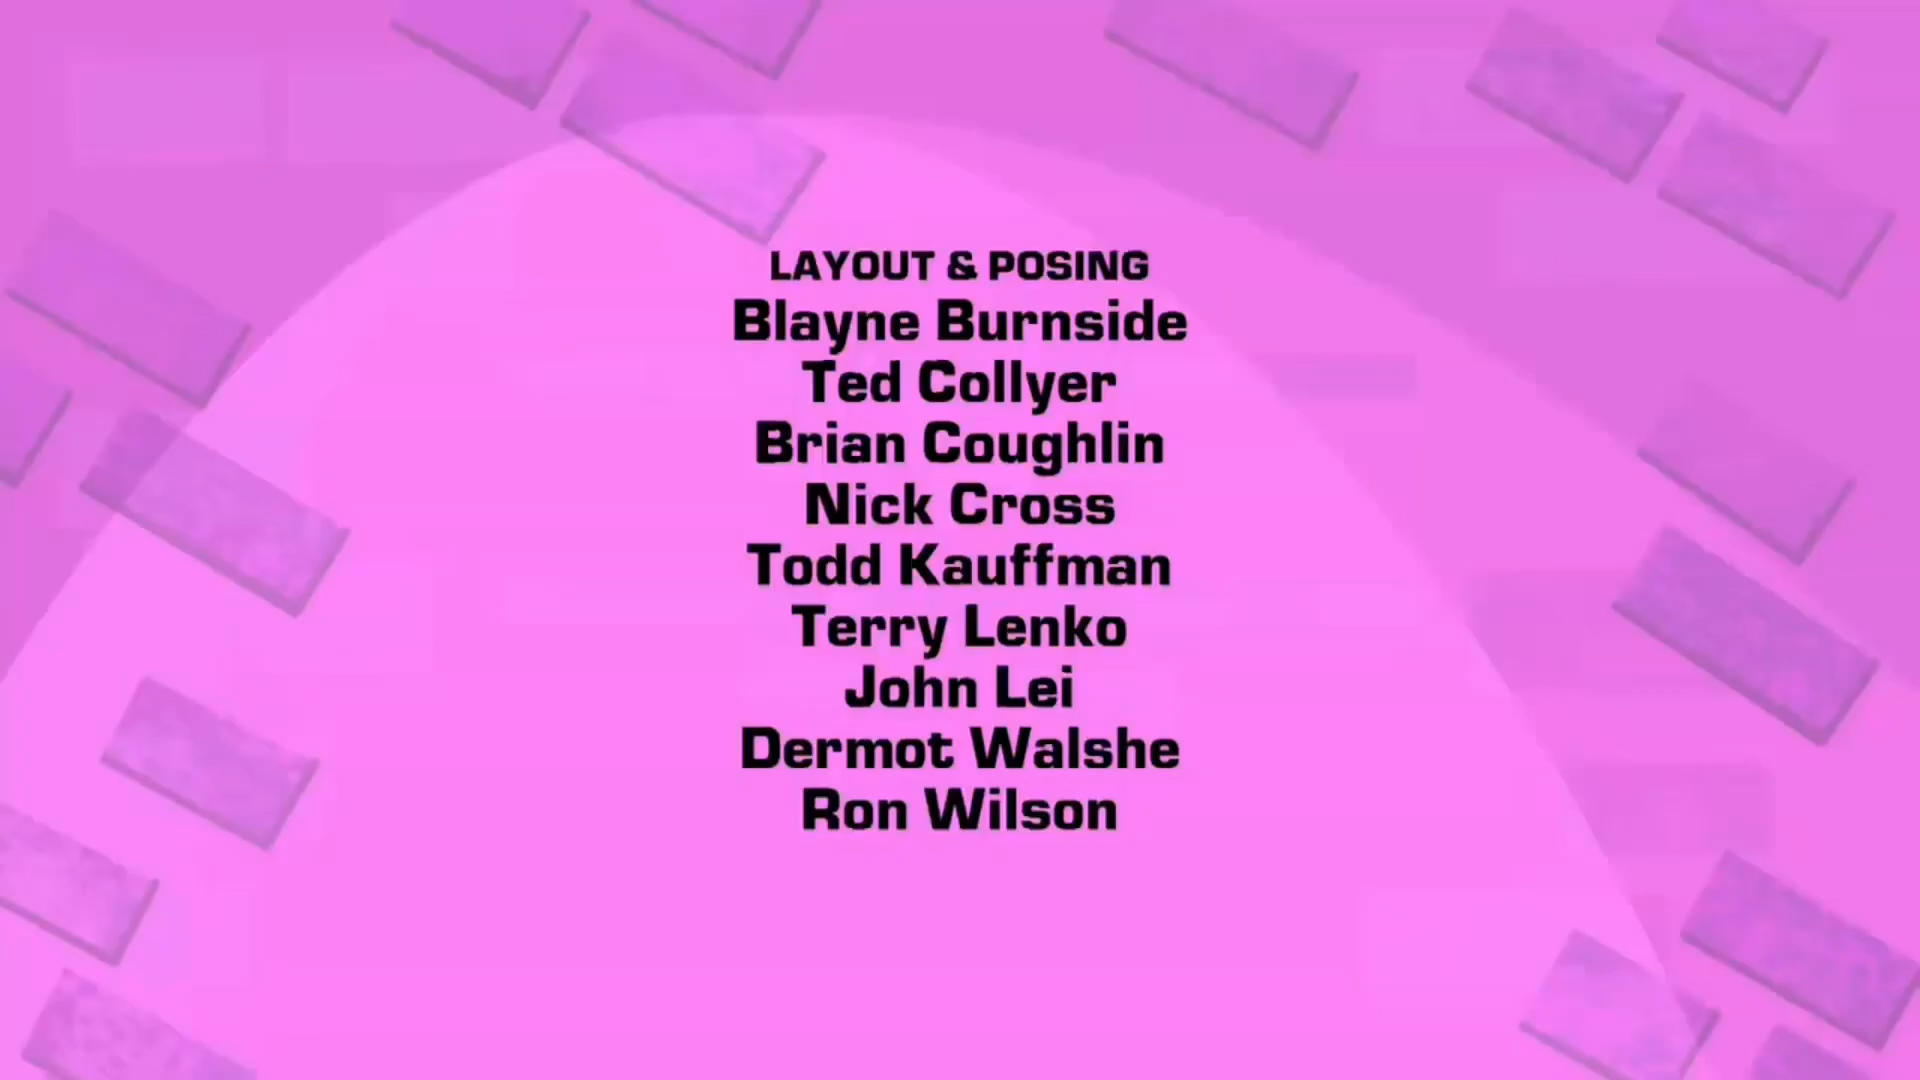 LAYOUT & POSING
Blayne Burnside
Ted Collyer
Brian Coughlin
Nick Cross
Todd Kauffman
Terry Lenko
John Lei
Dermot Walshe
Ron Wilson